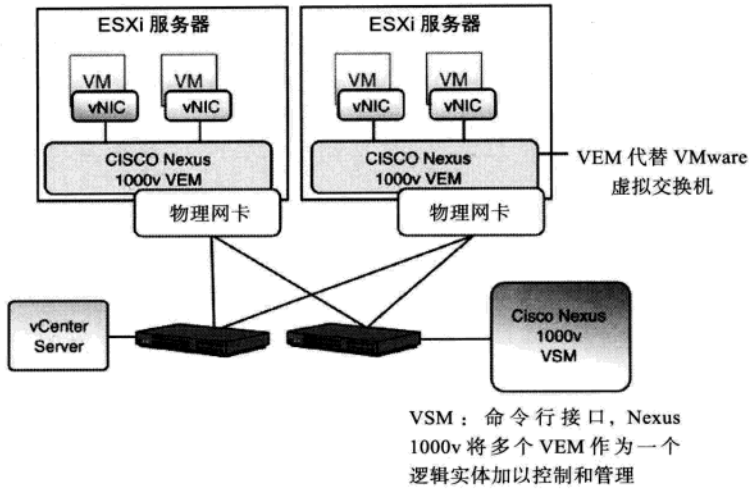 ESXi 服务器
ESXi 服务器
VM
vNIC
VM
vNIC
VM
vNIC
VM
vNIC
CISCO Nexus
1000v VEM
CISCO Nexus
1000v VEM
VEM 代替 VMware
虚拟交换机
物理网卡
物理网卡
vCenter
Server
Cisco Nexus
1000v
VSM
VSM：命令行接口, Nexus
1000v 将多个 VEM 作为一个
逻辑实体加以控制和管理